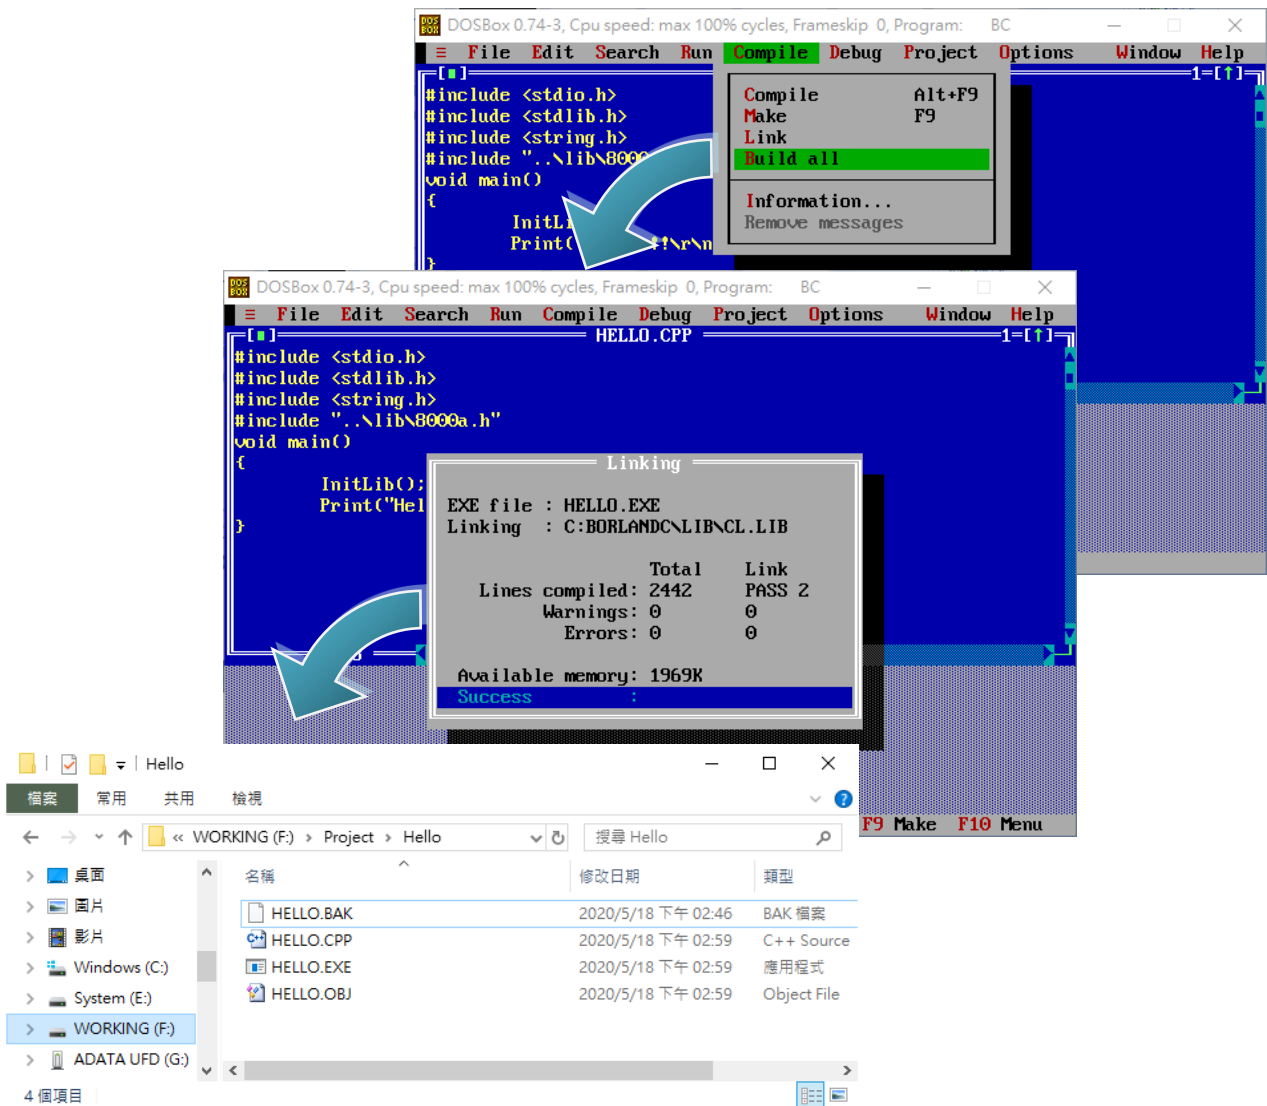 DOSBox 0.74-3, Cpu speed: max 100% cycles, Frameskip 0, Program: BC
≡ File Edit Search Run Compile Debug Project Options Window Help
1=[↑]
#include <stdio.h>
#include <stdlib.h>
#include <string.h>
#include "..\lib\8000
void main()
{
InitLi
Print( !!\r\n
}
Compile Alt+F9
Make F9
Link
Build all
Information...
Remove messages
DOSBox 0.74-3, Cpu speed: max 100% cycles, Frameskip 0, Program: BC
≡ File Edit Search Run Compile Debug Project Options Window Help
HELLO.CPP 1=[↑]
#include <stdio.h>
#include <stdlib.h>
#include <string.h>
#include "..\lib\8000a.h"
void main()
{
InitLib();
Print("Hel
}
Linking
EXE file : HELLO.EXE
Linking : C:BORLANDC\LIB\CL.LIB
Total Link
Lines compiled: 2442 PASS 2
Warnings: 0 0
Errors: 0 0
Available memory: 1969K
Success :
F9 Make F10 Menu
Hello
檔案 常用 共用 檢視
« WORKING (F:) › Project › Hello 搜尋 Hello
名稱 修改日期 類型
桌面
圖片
影片
Windows (C:)
System (E:)
WORKING (F:)
ADATA UFD (G:)
HELLO.BAK 2020/5/18 下午 02:46 BAK 檔案
HELLO.CPP 2020/5/18 下午 02:59 C++ Source
HELLO.EXE 2020/5/18 下午 02:59 應用程式
HELLO.OBJ 2020/5/18 下午 02:59 Object File
4 個項目